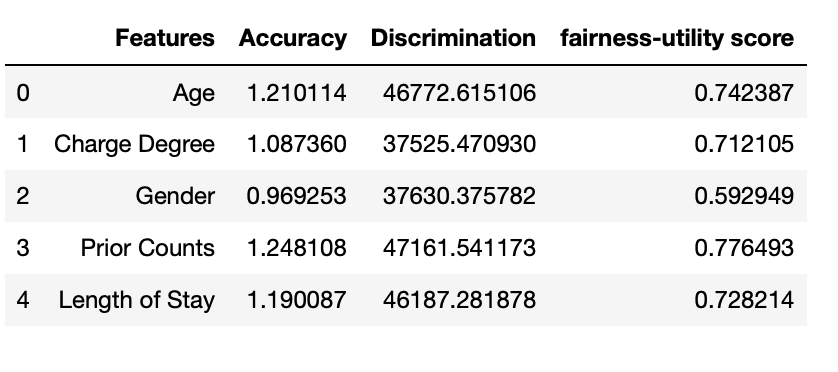 Features Accuracy Discrimination fairness-utility score
0 Age 1.210114 46772.615106 0.742387
1 Charge Degree 1.087360 37525.470930 0.712105
2 Gender 0.969253 37630.375782 0.592949
3 Prior Counts 1.248108 47161.541173 0.776493
4 Length of Stay 1.190087 46187.281878 0.728214